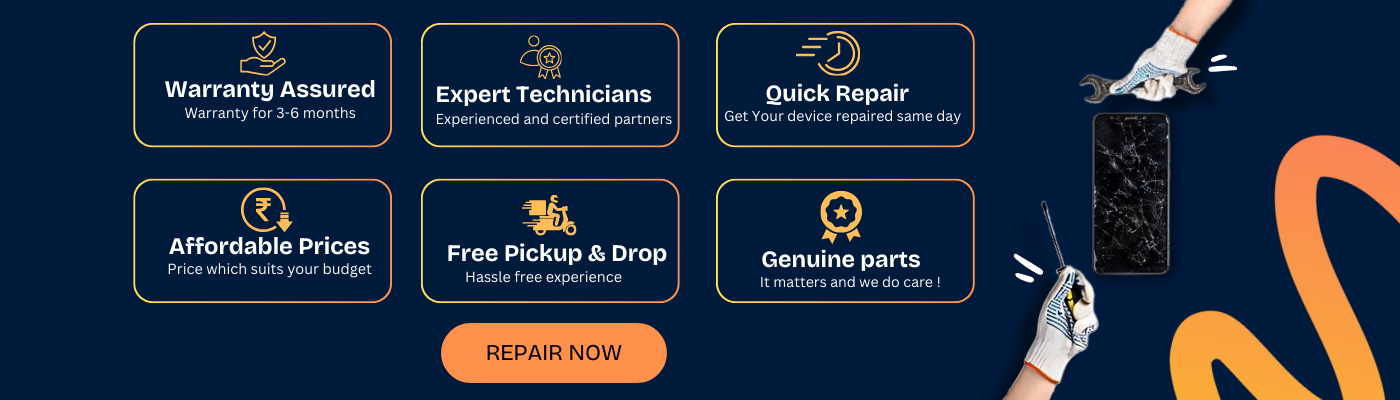 Warranty Assured
Warranty for 3-6 months
Expert Technicians
Experienced and certified partners
Quick Repair
Get Your device repaired same day
₹
Affordable Prices
Price which suits your budget
Free Pickup & Drop
Hassle free experience
Genuine parts
It matters and we do care !
REPAIR NOW